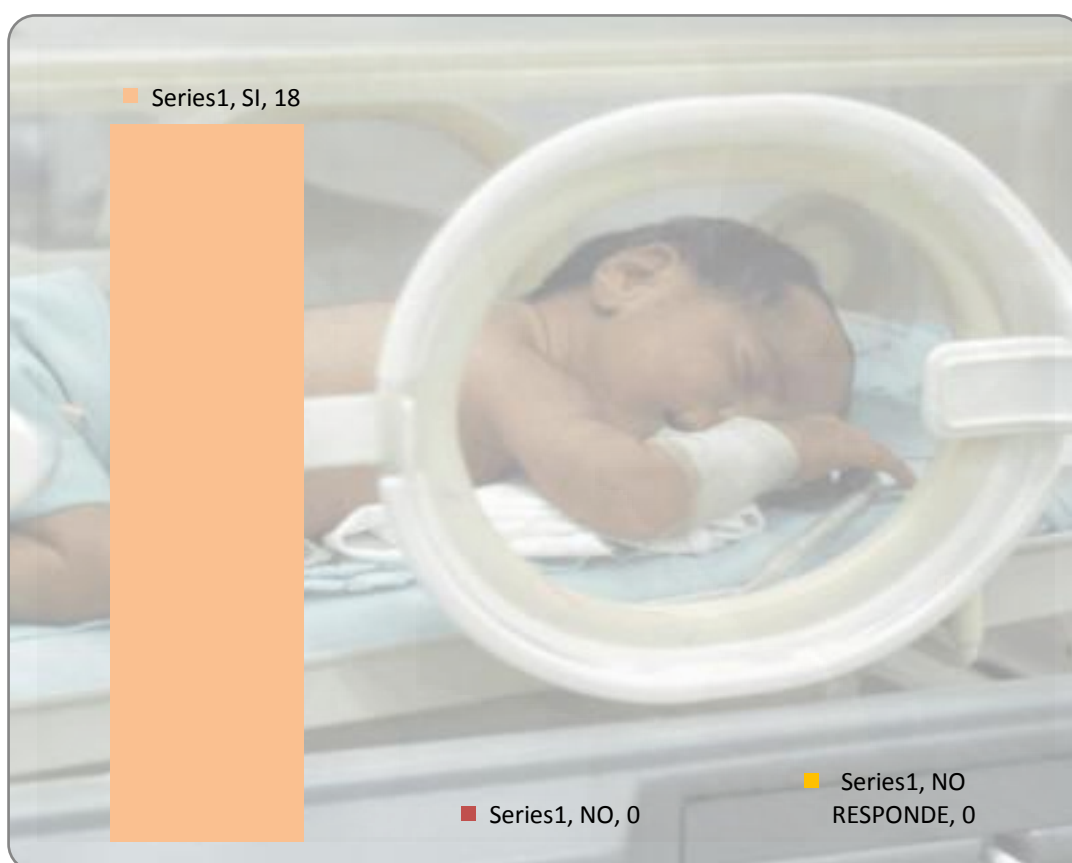 Series1, SI, 18
Series1, NO, 0
Series1, NO
RESPONDE, 0